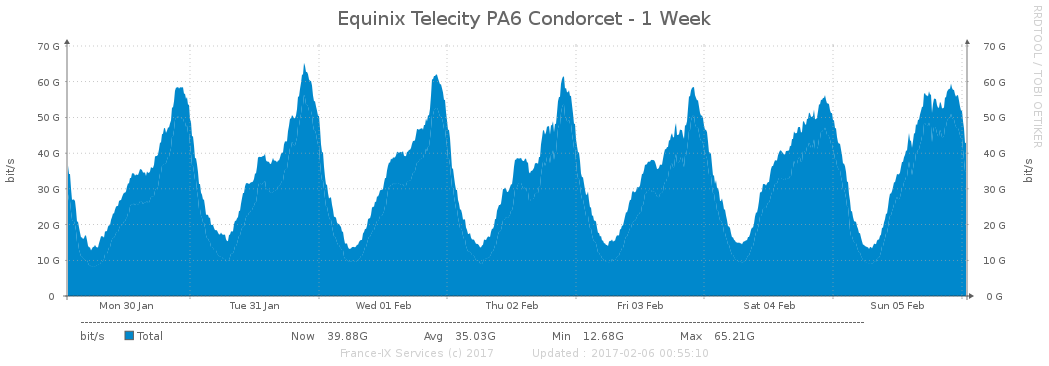 Equinix Telecity PA6 Condorcet - 1 Week
RRDTOOL / TOBI OETIKER
70 G 70 G
60 G 60 G
50 G 50 G
40 G 40 G
30 G 30 G
20 G 20 G
10 G 10 G
0 0 G
bit/s
bit/s
Mon 30 Jan Tue 31 Jan Wed 01 Feb Thu 02 Feb Fri 03 Feb Sat 04 Feb Sun 05 Feb
bit/s Total Now 39.88G Avg 35.03G Min 12.68G Max 65.21G
France-IX Services (c) 2017 Updated : 2017-02-06 00:55:10